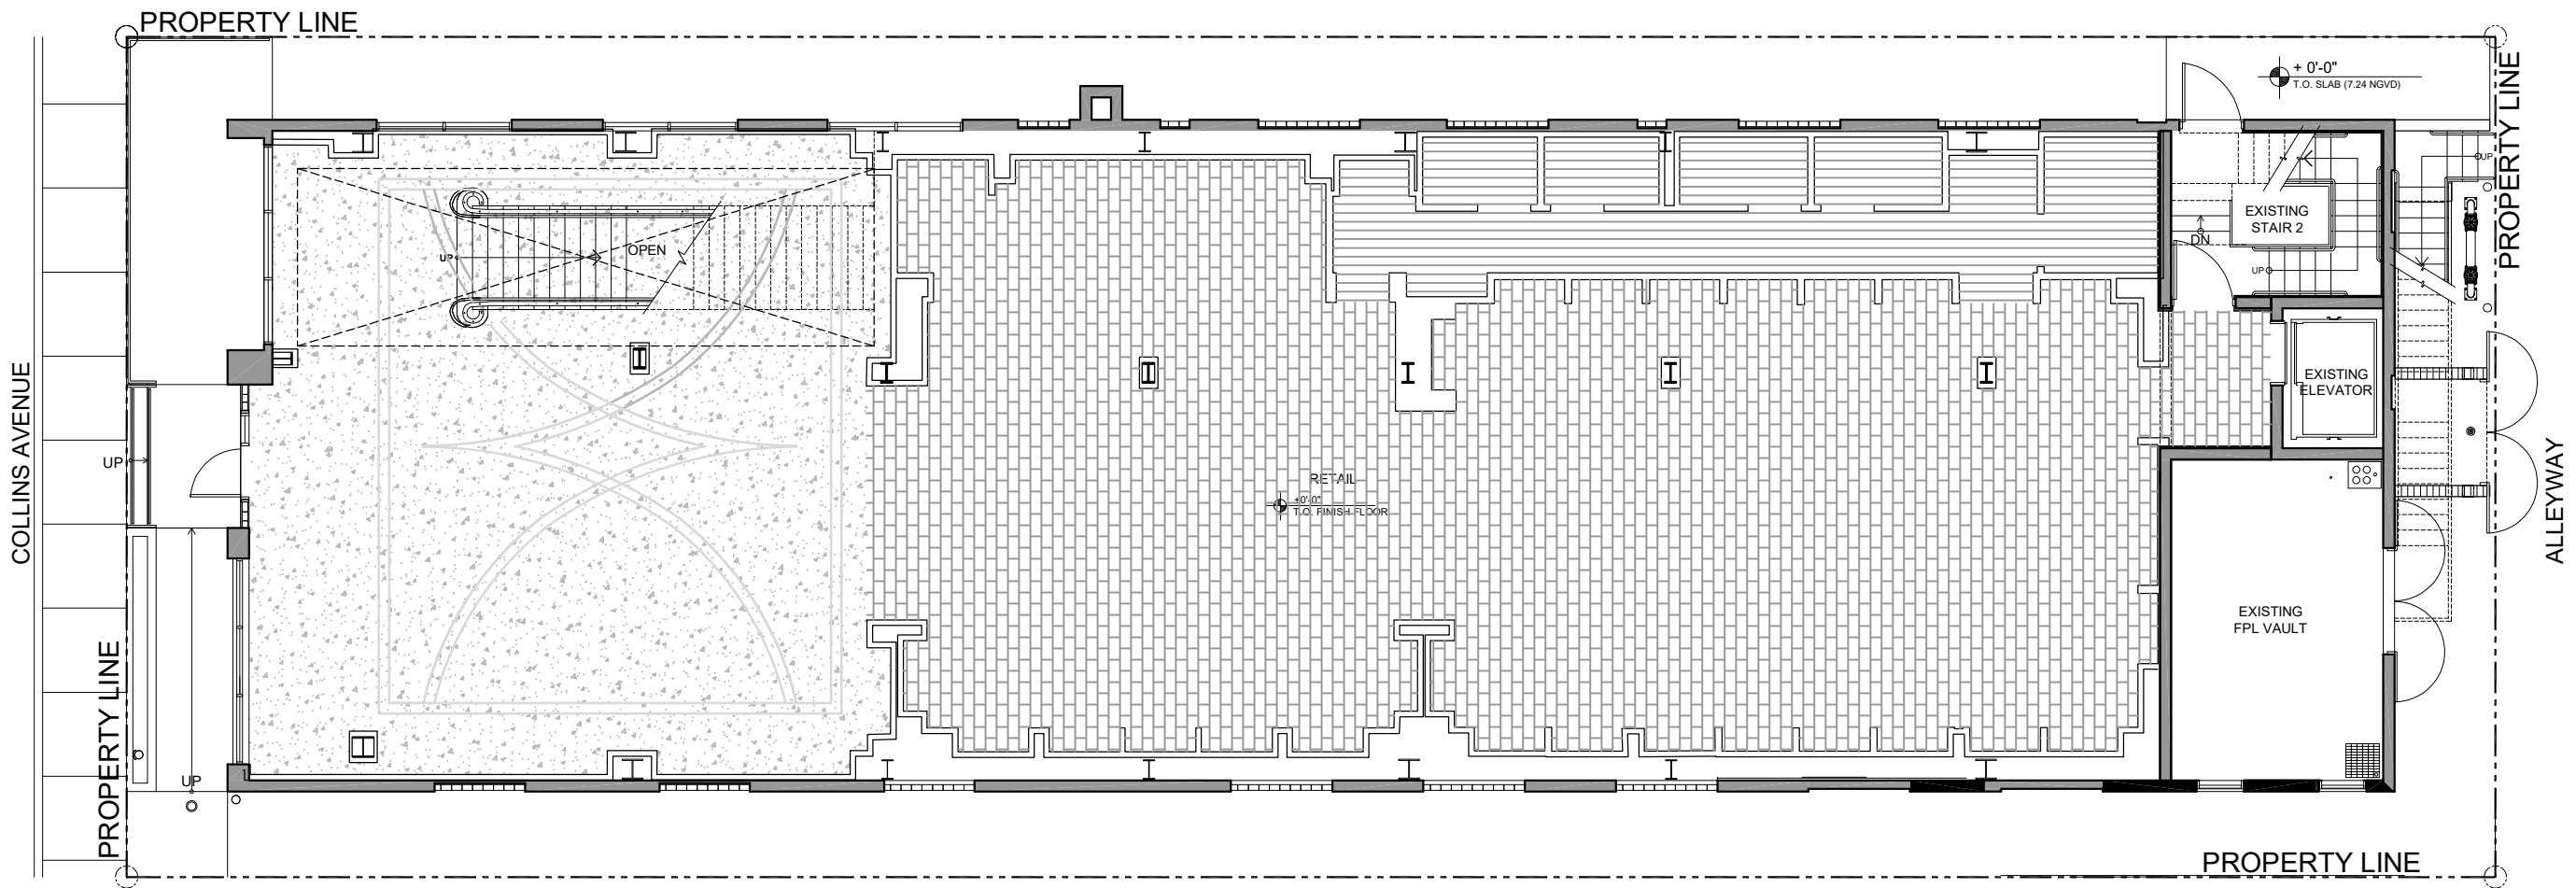 PROPERTY LINE
+ 0'-0"
T.O. SLAB (7.24 NGVD)
PROPERTY LINE
UP
EXISTING
STAIR 2
DN
UP
OPEN
UP
COLLINS AVENUE
EXISTING
ELEVATOR
UP
RETAIL
+0'-0"
T.O. FINISH FLOOR
ALLEYWAY
EXISTING
FPL VAULT
PROPERTY LINE
UP
PROPERTY LINE